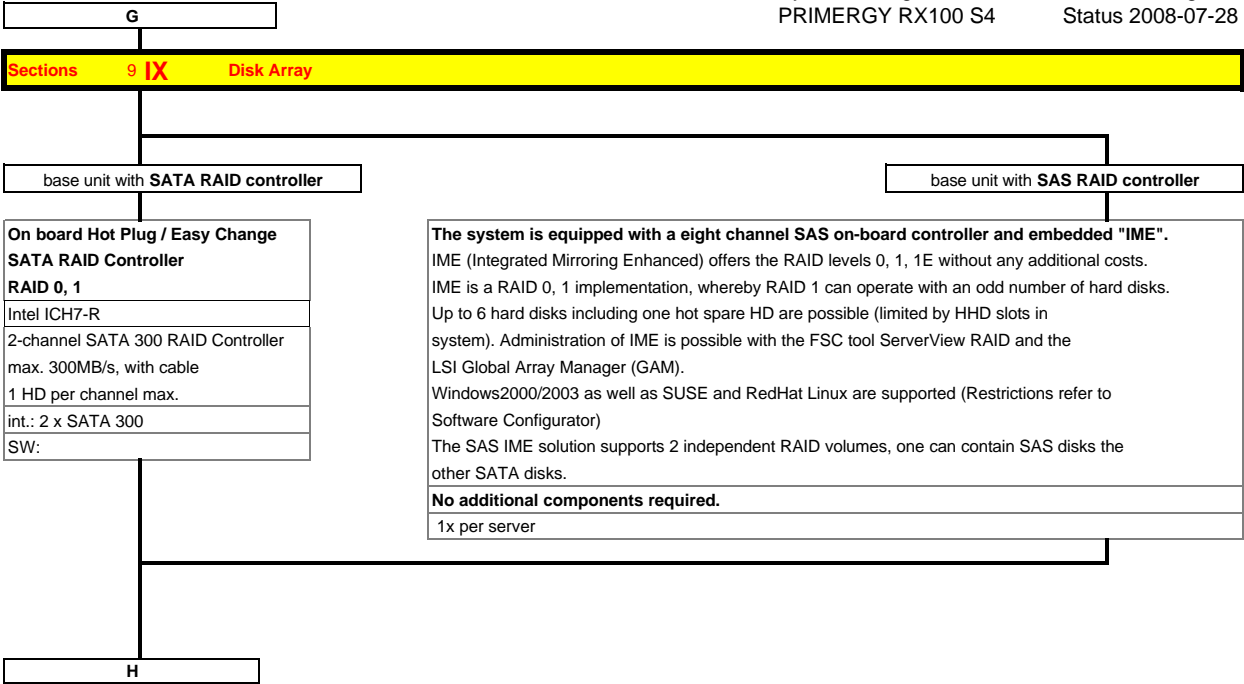 PRIMERGY RX100 S4 Status 2008-07-28
G
Sections 9 IX Disk Array
base unit with SATA RAID controller
base unit with SAS RAID controller
On board Hot Plug / Easy Change
SATA RAID Controller
RAID 0, 1
Intel ICH7-R
2-channel SATA 300 RAID Controller
max. 300MB/s, with cable
1 HD per channel max.
int.: 2 x SATA 300
SW:
The system is equipped with a eight channel SAS on-board controller and embedded "IME".
IME (Integrated Mirroring Enhanced) offers the RAID levels 0, 1, 1E without any additional costs.
IME is a RAID 0, 1 implementation, whereby RAID 1 can operate with an odd number of hard disks.
Up to 6 hard disks including one hot spare HD are possible (limited by HHD slots in
system). Administration of IME is possible with the FSC tool ServerView RAID and the
LSI Global Array Manager (GAM).
Windows2000/2003 as well as SUSE and RedHat Linux are supported (Restrictions refer to
Software Configurator)
The SAS IME solution supports 2 independent RAID volumes, one can contain SAS disks the
other SATA disks.
No additional components required.
1x per server
H